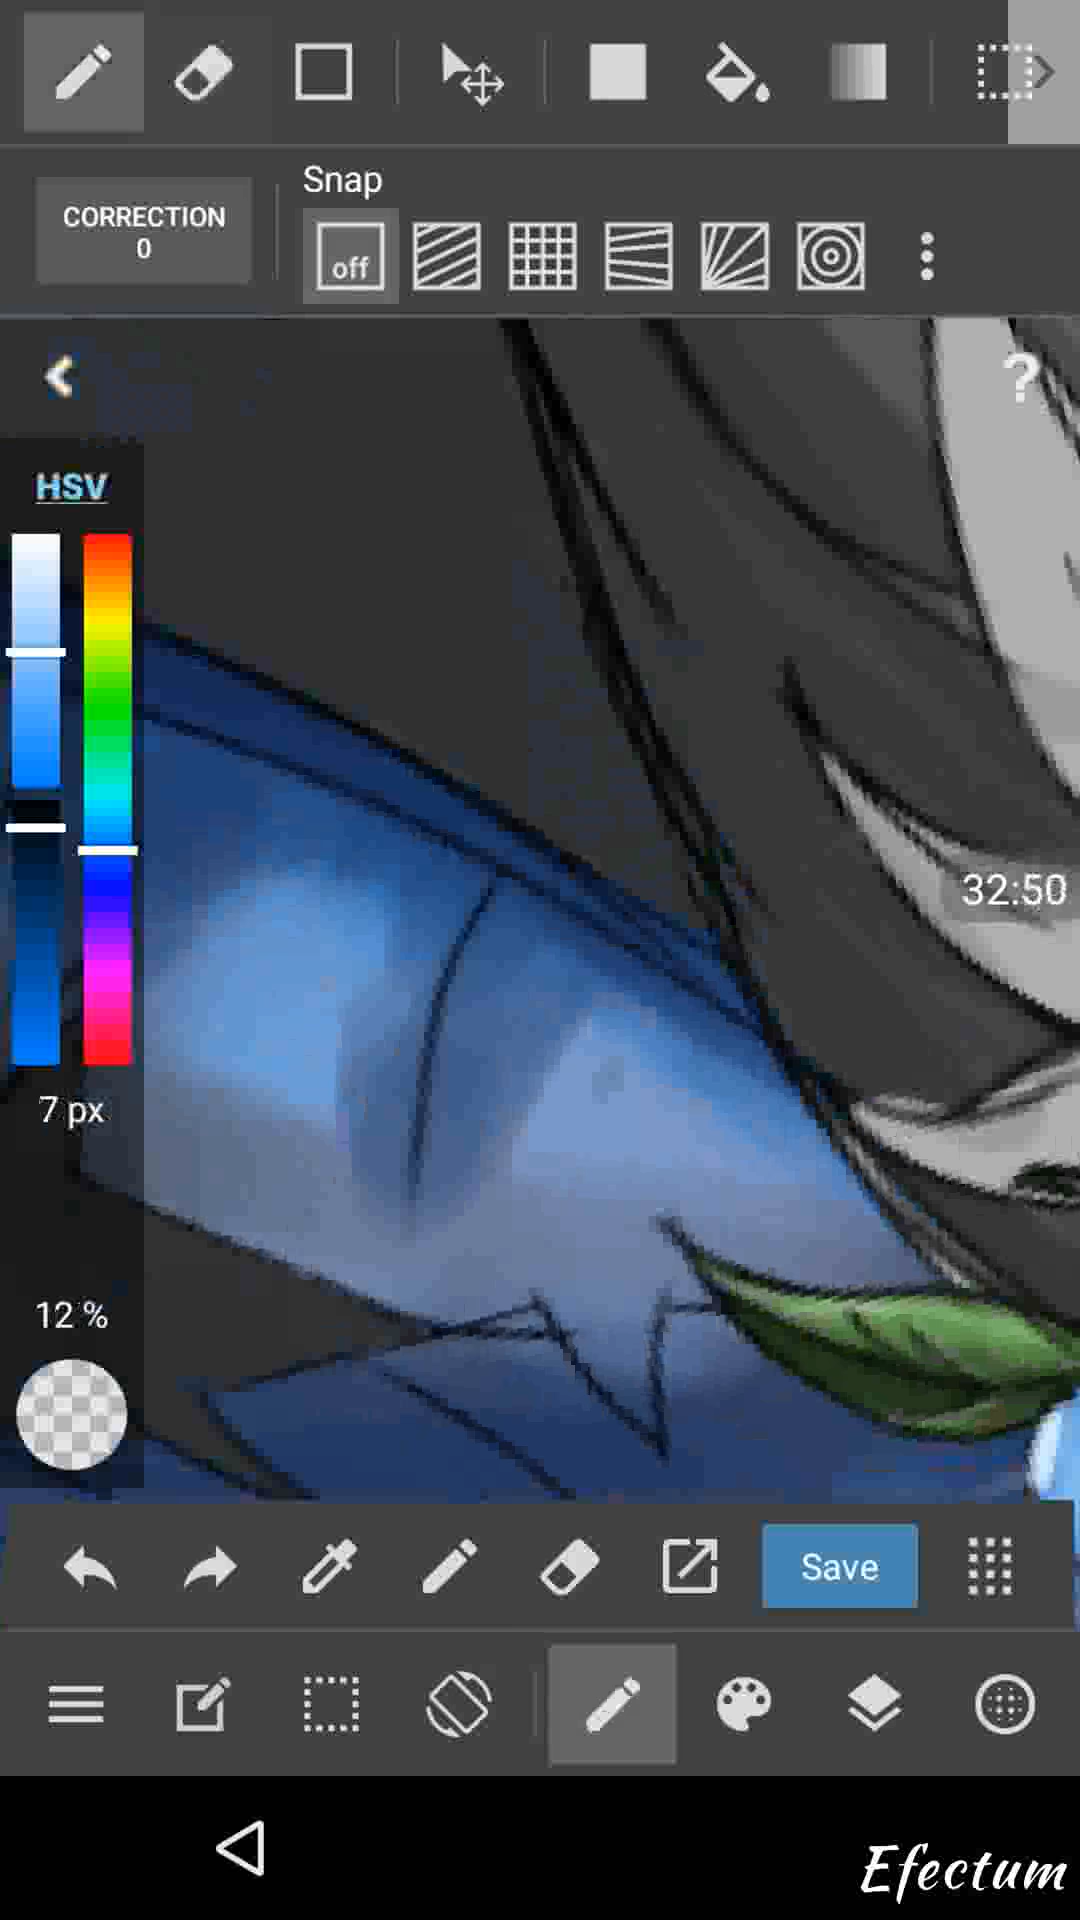 Snap
CORRECTION
0
off
?
HSV
32:50
7 px
12 %
Save
Efectum